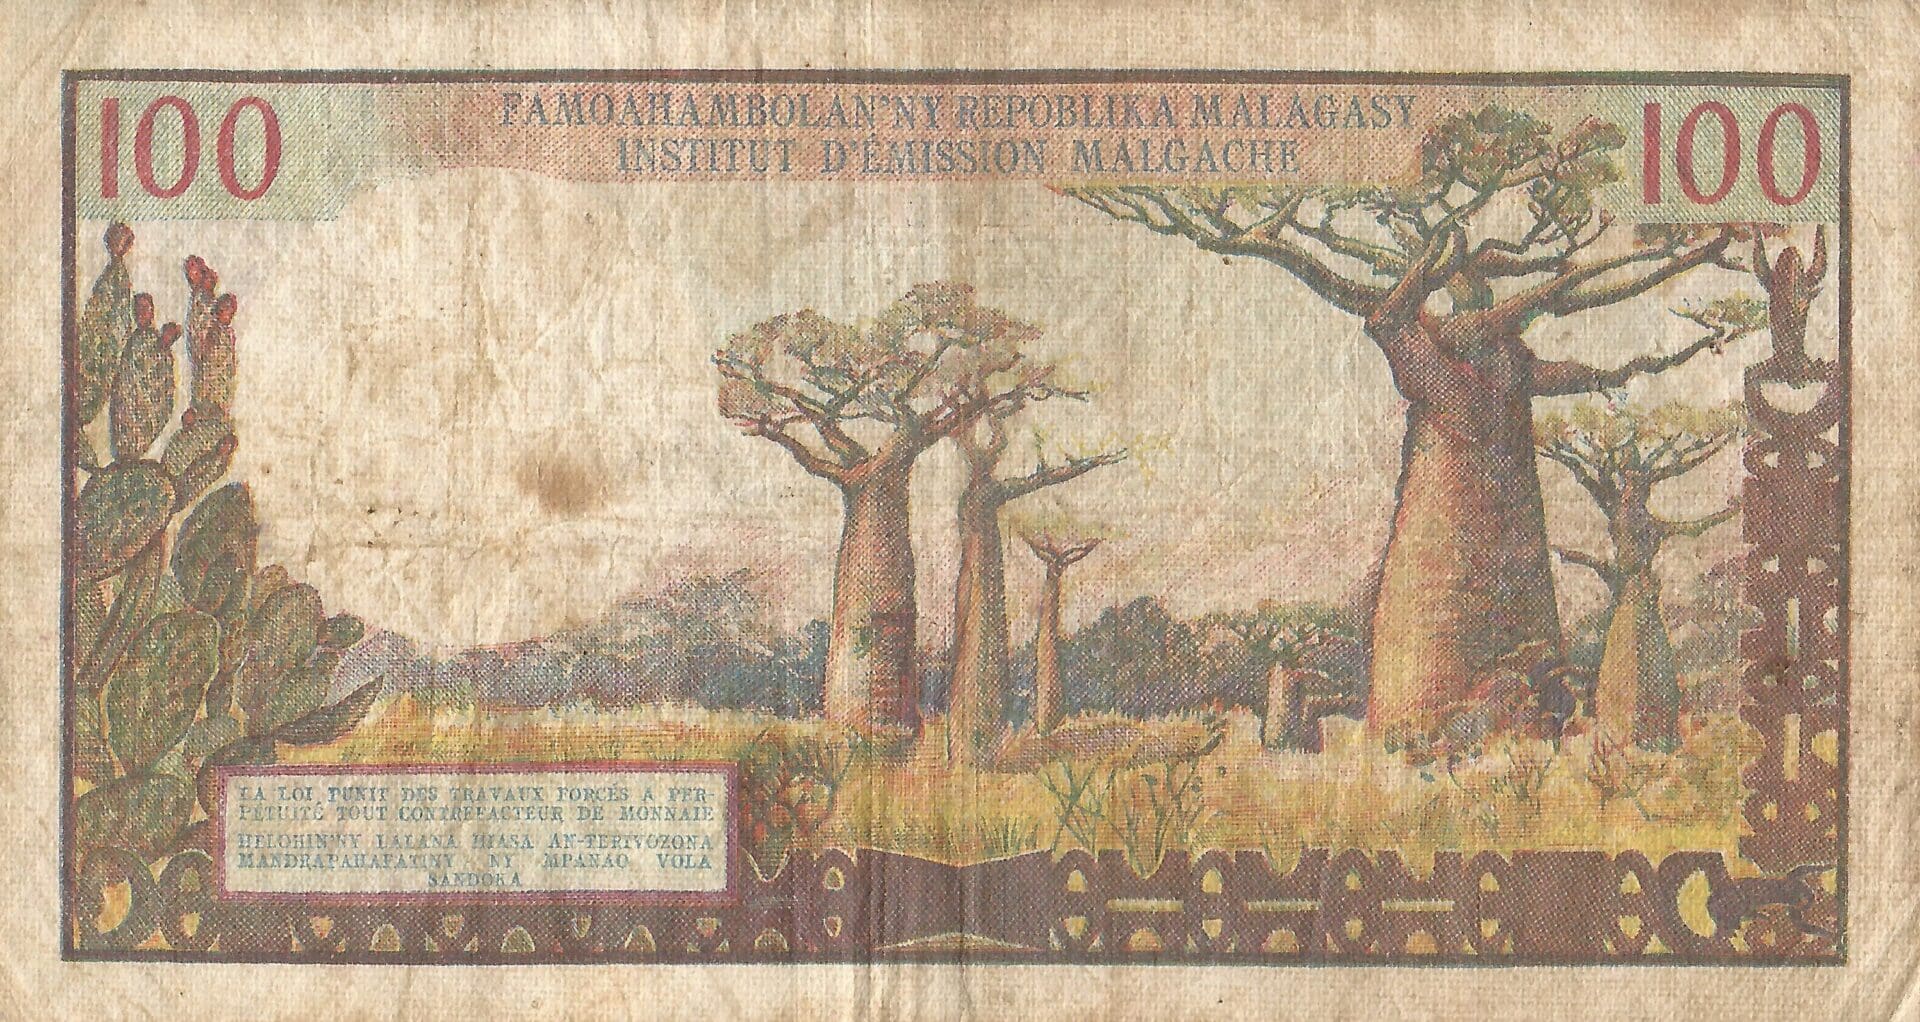 100
FAMOAHAMBOLAN'NY REPOBLIKA MALAGASY
INSTITUT D'ÉMISSION MALGACHE
100
LA LOI PUNIT DES TRAVAUX FORCÉS A PER-
PÉTUITÉ TOUT CONTREFACTEUR DE MONNAIE
HELOHIN'NY LALANA HIASA AN-TERIVOZONA
MANDRAPAHAFATINY NY MPANAO VOLA
SANDOKA